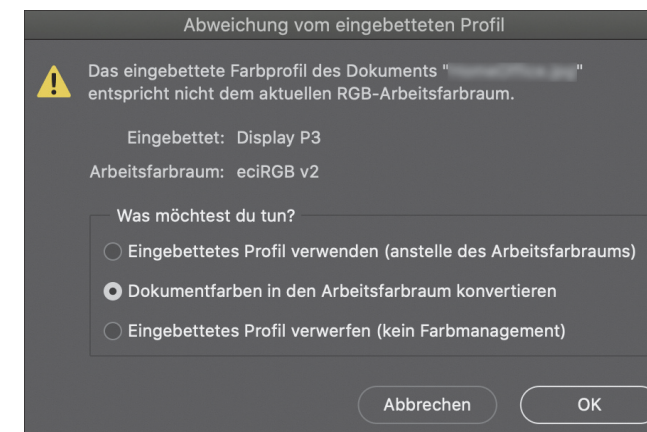 Abweichung vom eingebetteten Profil
Das eingebettete Farbprofil des Dokuments " "
entspricht nicht dem aktuellen RGB-Arbeitsfarbraum.
Eingebettet: Display P3
Arbeitsfarbraum: eciRGB v2
Was möchtest du tun?
Eingebettetes Profil verwenden (anstelle des Arbeitsfarbraums)
Dokumentfarben in den Arbeitsfarbraum konvertieren
Eingebettetes Profil verwerfen (kein Farbmanagement)
Abbrechen OK